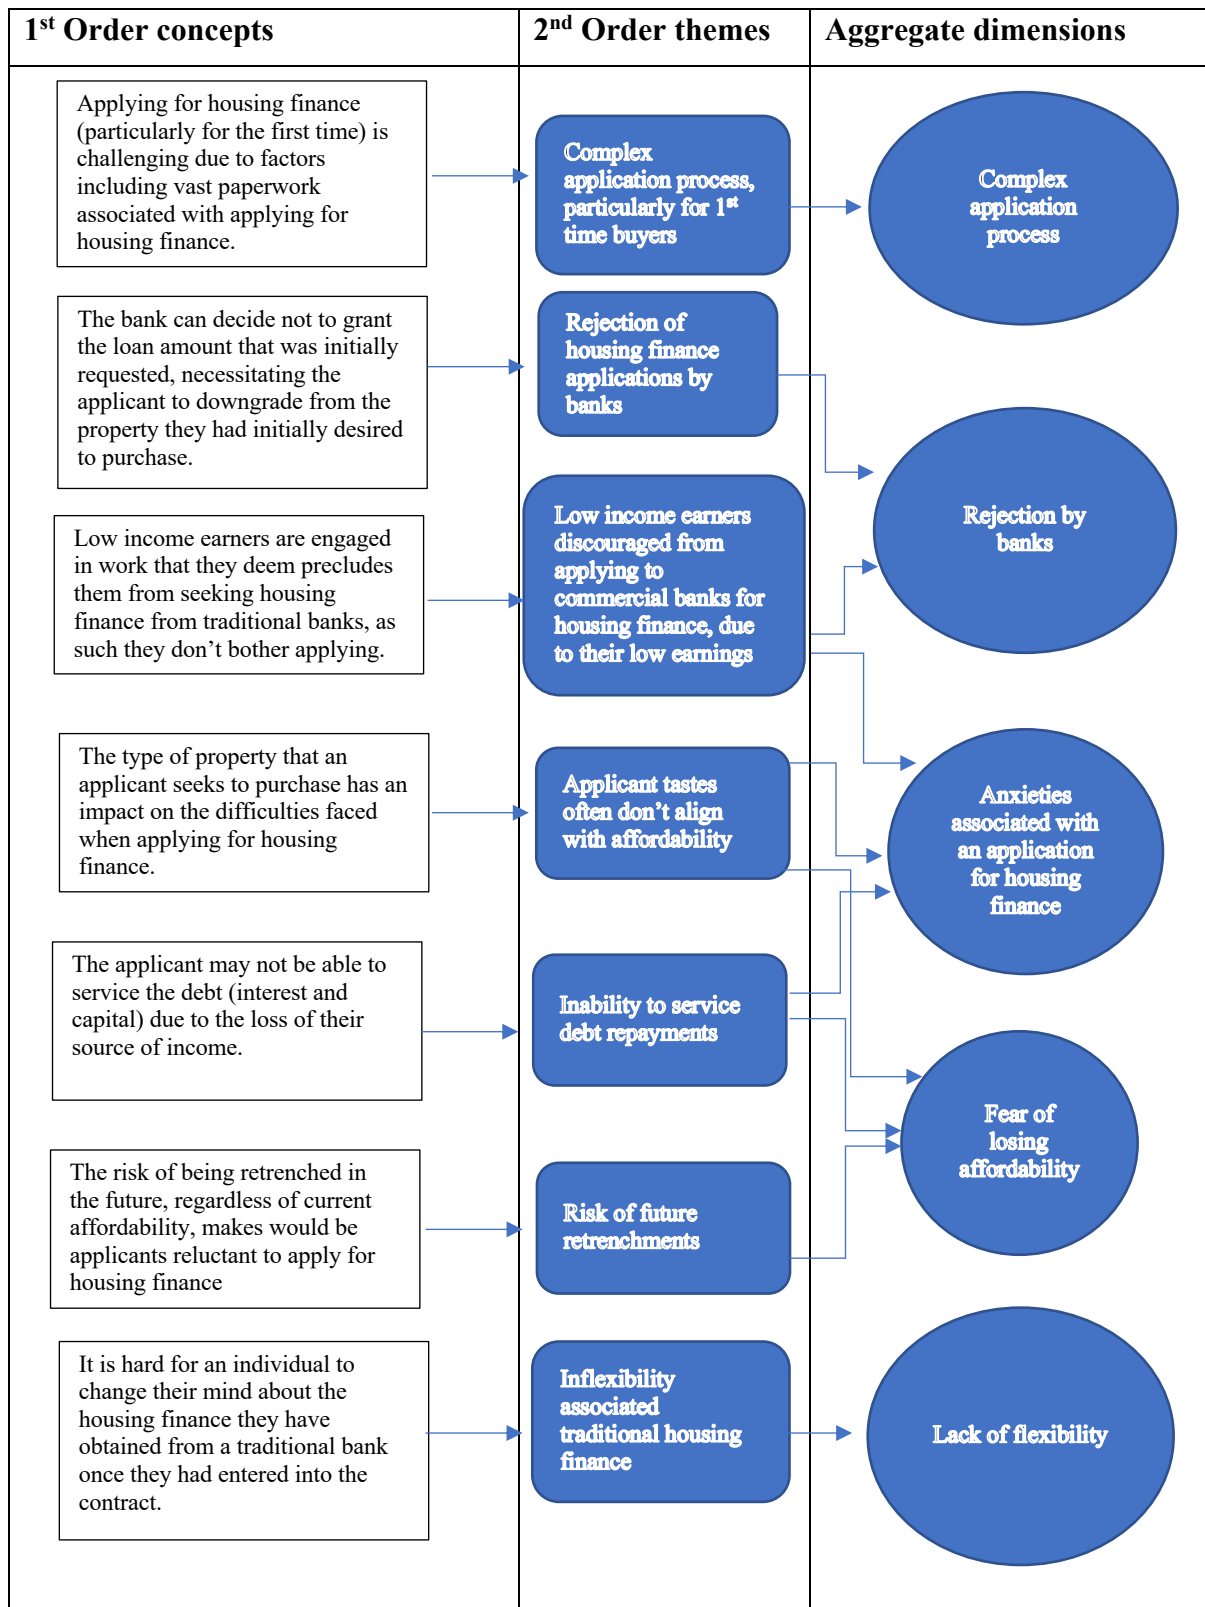 1st Order concepts
2nd Order themes
Aggregate dimensions
Applying for housing finance
(particularly for the first time) is
challenging due to factors
including vast paperwork
associated with applying for
housing finance.
Complex
application process,
particularly for 1st
time buyers
Complex
application
process
The bank can decide not to grant
the loan amount that was initially
requested, necessitating the
applicant to downgrade from the
property they had initially desired
to purchase.
Rejection of
housing finance
applications by
banks
Rejection by
banks
Low income earners are engaged
in work that they deem precludes
them from seeking housing
finance from traditional banks, as
such they don’t bother applying.
Low income earners
discouraged from
applying to
commercial banks for
housing finance, due
to their low earnings
The type of property that an
applicant seeks to purchase has an
impact on the difficulties faced
when applying for housing
finance.
Applicant tastes
often don’t align
with affordability
Anxieties
associated with
an application
for housing
finance
The applicant may not be able to
service the debt (interest and
capital) due to the loss of their
source of income.
Inability to service
debt repayments
Fear of
losing
affordability
The risk of being retrenched in
the future, regardless of current
affordability, makes would be
applicants reluctant to apply for
housing finance
Risk of future
retrenchments
It is hard for an individual to
change their mind about the
housing finance they have
obtained from a traditional bank
once they had entered into the
contract.
Inflexibility
associated
traditional housing
finance
Lack of flexibility